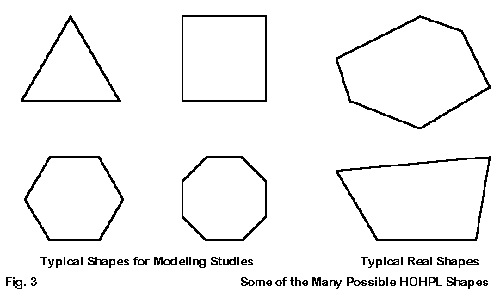 Typical Shapes for Modeling Studies
Typical Real Shapes
Fig. 3
Some of the Many Possible HOHPL Shapes